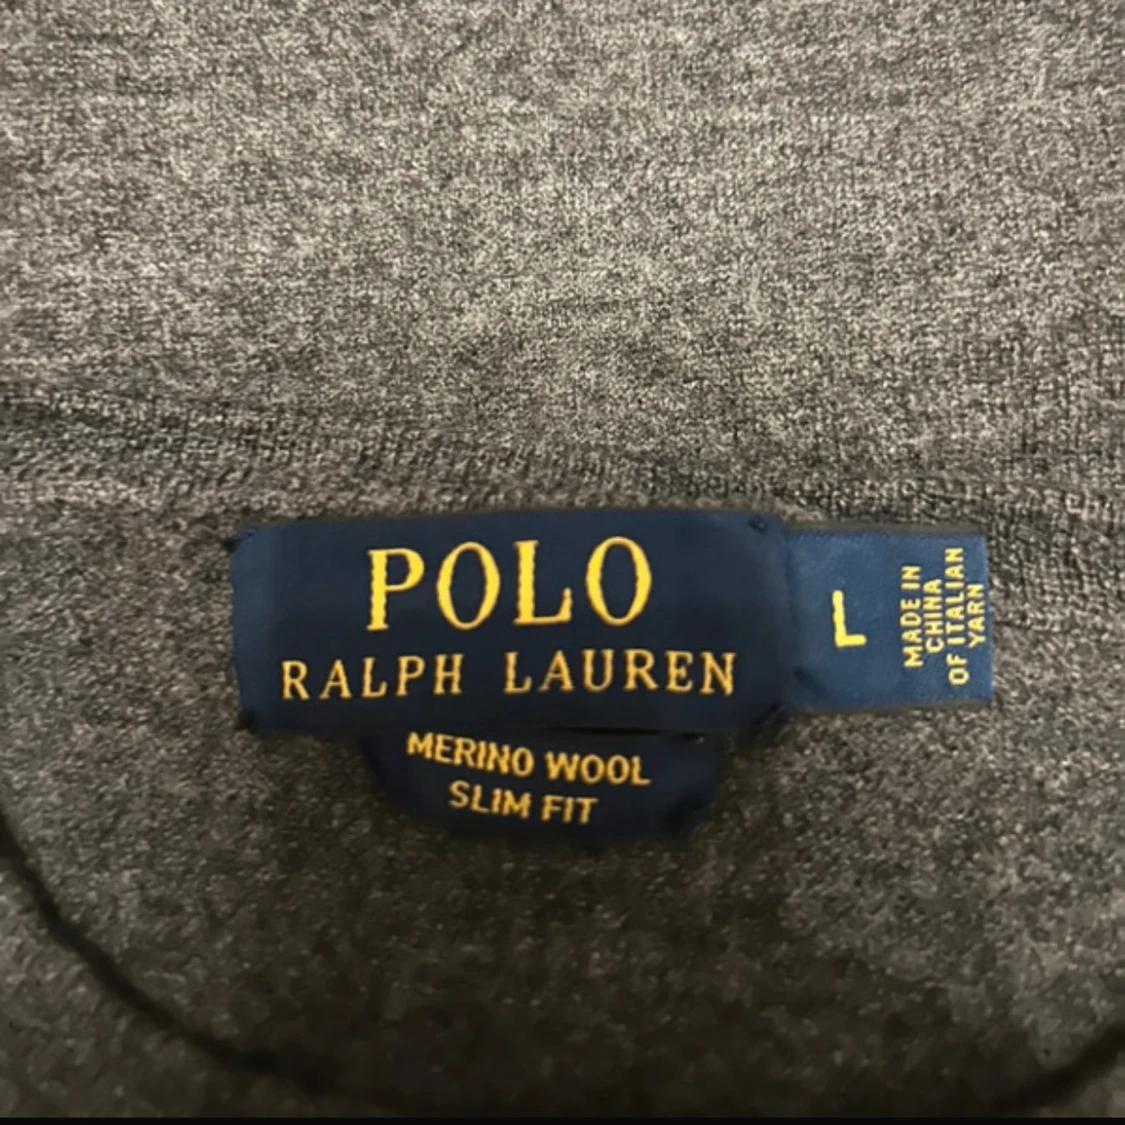 POLO
RALPH LAUREN
MERINO WOOL
SLIM FIT
L
MADE IN
CHINA
OF ITALIAN
YARN